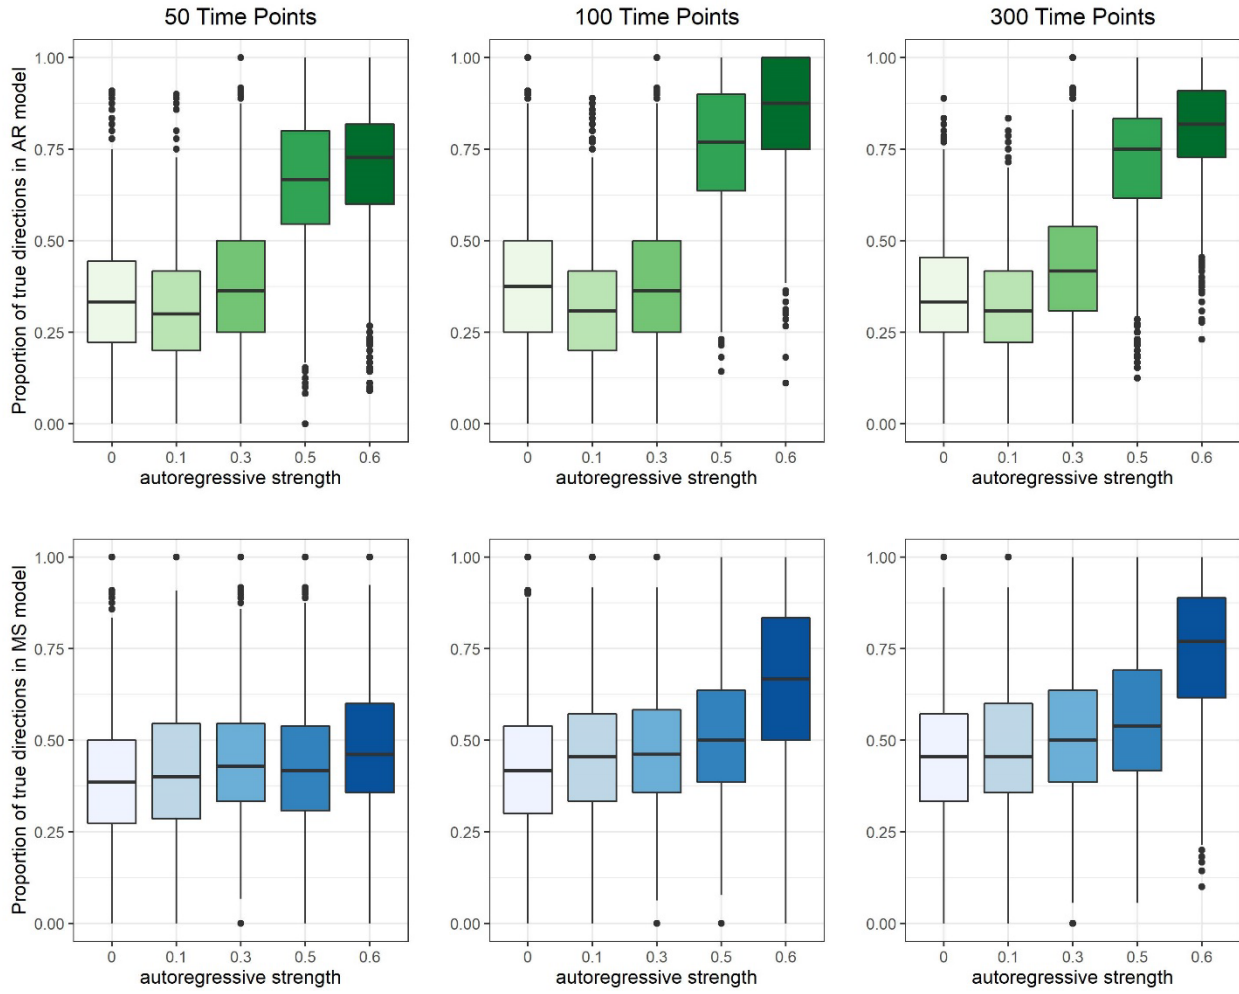 50 Time Points
100 Time Points
300 Time Points
Proportion of true directions in AR model
1.00
0.75
0.50
0.25
0.00
0 0.1 0.3 0.5 0.6
autoregressive strength
1.00
0.75
0.50
0.25
0.00
0 0.1 0.3 0.5 0.6
autoregressive strength
1.00
0.75
0.50
0.25
0.00
0 0.1 0.3 0.5 0.6
autoregressive strength
Proportion of true directions in MS model
1.00
0.75
0.50
0.25
0.00
0 0.1 0.3 0.5 0.6
autoregressive strength
1.00
0.75
0.50
0.25
0.00
0 0.1 0.3 0.5 0.6
autoregressive strength
1.00
0.75
0.50
0.25
0.00
0 0.1 0.3 0.5 0.6
autoregressive strength